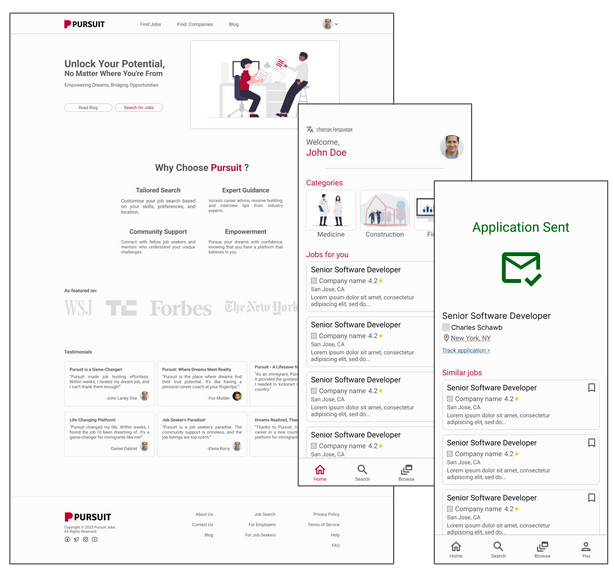 PURSUIT
Find Jobs
Find Companies
Blog
Unlock Your Potential,
No Matter Where You're From
Empowering Dreams, Bridging Opportunities
Read Blog
Search for Jobs
Why Choose Pursuit ?
Tailored Search
Customise your job search based
on your skills, preferences, and
location.
Expert Guidance
Access career advice, resume building,
and interview tips from industry
experts.
Community Support
Connect with fellow job seekers and
mentors who understand your unique
challenges.
Empowerment
Pursue your dreams with confidence,
knowing that you have a platform that
believes in you.
As featured on:
WSJ
TC
Forbes
The New York
Testimonials
Pursuit is a Game-Changer!
"Pursuit made job hunting effortless.
Within weeks, I landed my dream job, and
I can't thank them enough!"
-John Laney Doe
Pursuit: Where Dreams Meet Reality
"Pursuit is the place where dreams find
their true potential. It's like having a
personal career coach at your fingertips."
-Fox Mulder
Pursuit - A Lifesaver fo
"As an immigrant, Purs
It provided the guidanc
I needed to kickstart
country."
Life-Changing Platform!
"Pursuit changed my life. Within weeks, I
found the job I'd been dreaming of. It's a
game-changer for immigrants like me!"
-Daniel Gabriel
Job Seeker's Paradise!
"Pursuit is a job seeker's paradise. The
community support is priceless, and the
job listings are top-notch."
-Elena Romy
Dreams Realized, Than
"Thanks to Pursuit, I
career in a new count
platform for immigrant
PURSUIT
Copyright © 2023 Pursuit Jobs.
All Rights Reserved.
About Us
Contact Us
Blog
Job Search
For Employers
For Job Seekers
Privacy Policy
Terms of Service
Help
FAQ
change language
Welcome,
John Doe
Categories
Medicine
Construction
Fi
Jobs for you
Senior Software Developer
Company name 4.2
San Jose, CA
Lorem ipsum dolor sit amet, consectetur
adipiscing elit, sed do...
Senior Software Developer
Company name 4.2
San Jose, CA
Lorem ipsum dolor sit amet, consectetur
adipiscing elit, sed do...
Senior Software Developer
Company name 4.2
San Jose, CA
Lorem ipsum dolor sit amet, consectetur
adipiscing elit, sed do...
Senior Software Developer
Company name 4.2
San Jose, CA
Home
Search
Browse
Application Sent
Senior Software Developer
Charles Schawb
New York, NY
Track application >
Similar jobs
Senior Software Developer
Company name 4.2
San Jose, CA
Lorem ipsum dolor sit amet, consectetur
adipiscing elit, sed do...
Senior Software Developer
Company name 4.2
San Jose, CA
Lorem ipsum dolor sit amet, consectetur
adipiscing elit, sed do...
Senior Software Developer
Company name 4.2
San Jose, CA
Lorem ipsum dolor sit amet, consectetur
adipiscing elit, sed do...
Home
Search
Browse
You